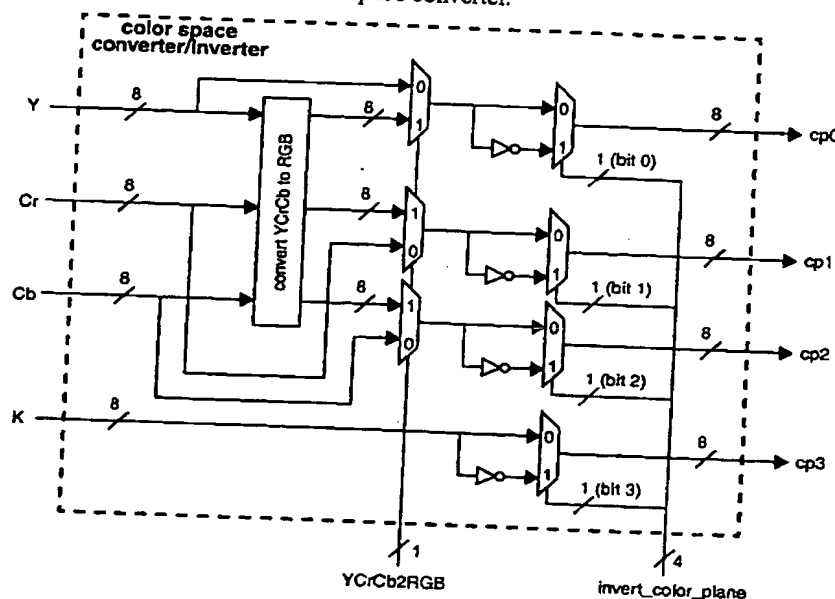 converter.
color space
converter/inverter
Y
8
8
0
1
0
1
8
cp0
1 (bit 0)
convert YCrCb to RGB
Cr
8
8
1
0
0
1
8
cp1
1 (bit 1)
Cb
8
8
1
0
0
1
8
cp2
1 (bit 2)
K
8
0
1
8
cp3
1 (bit 3)
1
4
YCrCb2RGB
invert_color_plane